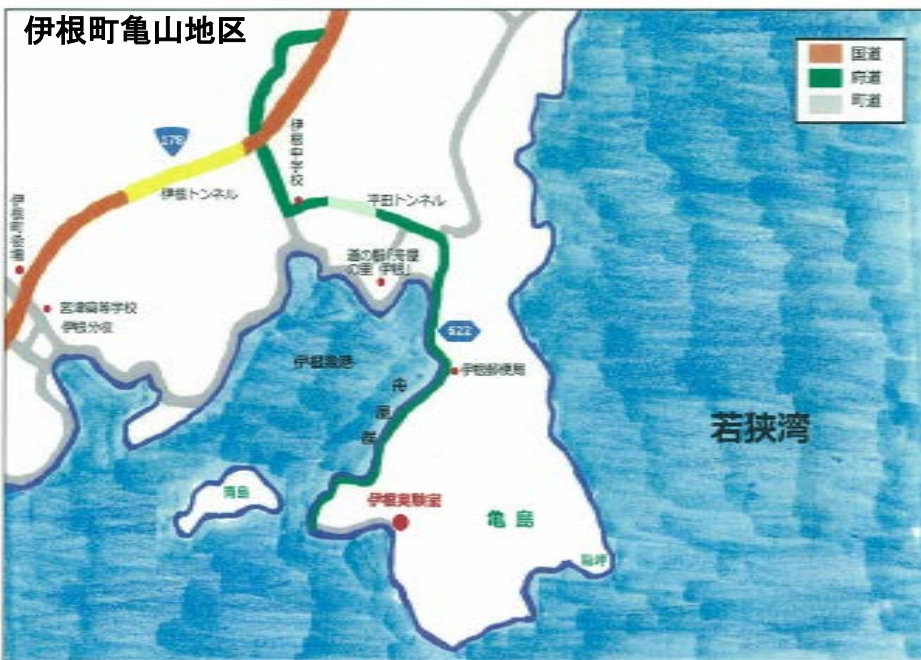 伊根町亀山地区
国道
府道
町道
178
伊根中学校
伊根トンネル
平田トンネル
伊根町役場
道の駅「舟屋
の里 伊根」
宮津高等学校
伊根分校
622
伊根漁港
伊根郵便局
舟屋群
若狭湾
青島
伊根実験室
亀島
鷲岬